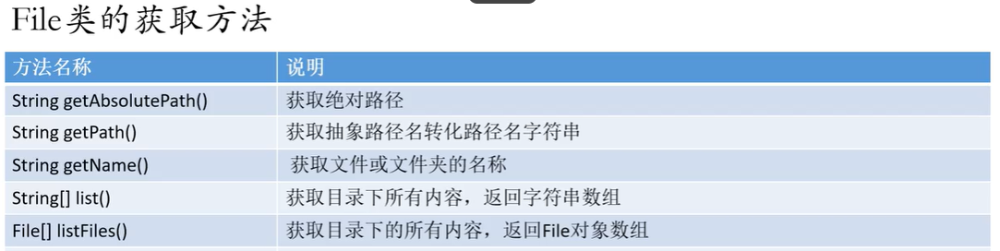 File类的获取方法
方法名称 说明
String getAbsolutePath() 获取绝对路径
String getPath() 获取抽象路径名转化路径名字符串
String getName() 获取文件或文件夹的名称
String[] list() 获取目录下所有内容，返回字符串数组
File[] listFiles() 获取目录下的所有内容，返回File对象数组